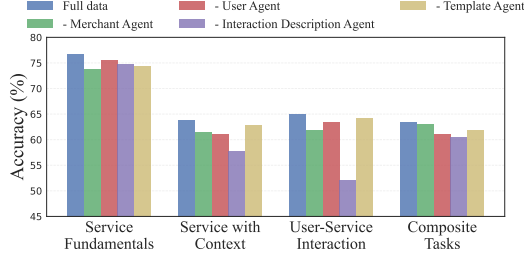 Full data
- User Agent
- Template Agent
- Merchant Agent
- Interaction Description Agent
Accuracy (%)
80
75
70
65
60
55
50
45
Service Fundamentals
Service with Context
User-Service Interaction
Composite Tasks